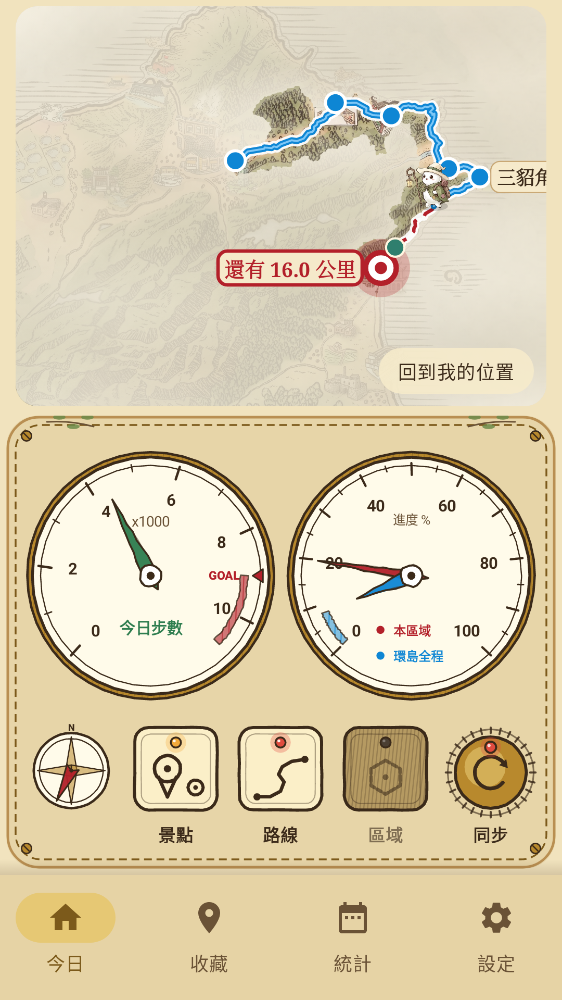 三貂角
還有 16.0 公里
回到我的位置
0
2
4
6
8
10
x1000
GOAL
今日步數
0
20
40
60
80
100
進度 %
本區域
環島全程
N
景點
路線
區域
同步
今日
收藏
統計
設定